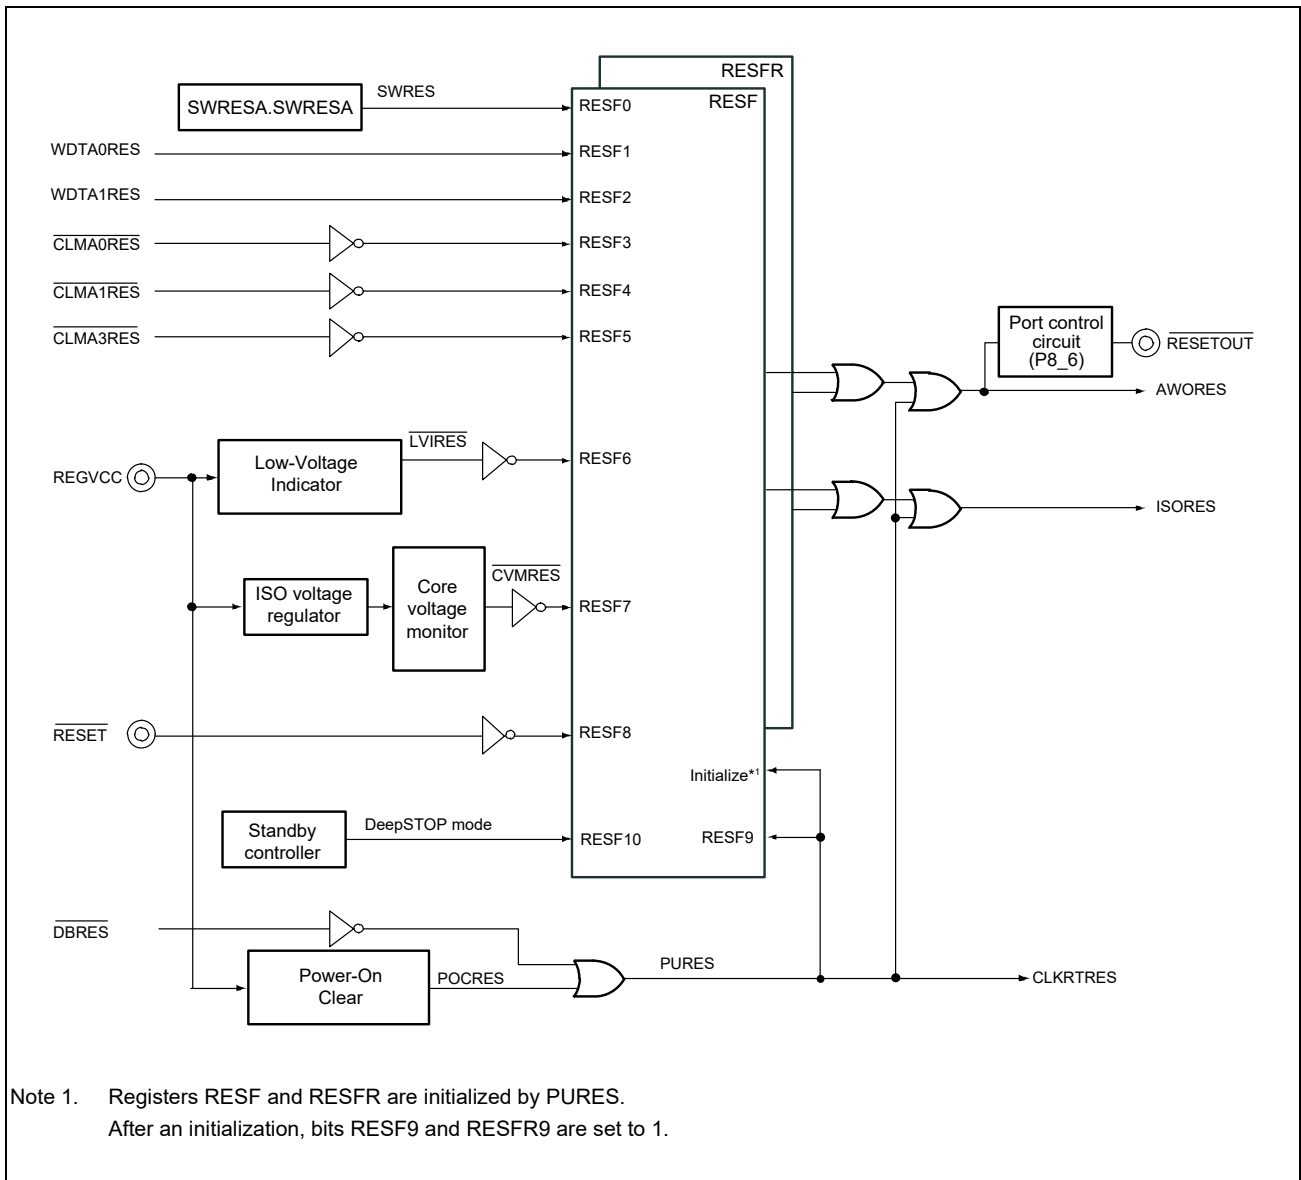 RESFR
SWRES
RESF
SWRESA.SWRESA
RESF0
WDTA0RES
RESF1
WDTA1RES
RESF2
CLMA0RES
RESF3
CLMA1RES
RESF4
CLMA3RES
RESF5
Port control
circuit
(P8_6)
RESETOUT
AWORES
REGVCC
Low-Voltage
Indicator
LVIRES
RESF6
ISORES
ISO voltage
regulator
Core
voltage
monitor
CVMRES
RESF7
RESET
RESF8
Initialize*1
Standby
controller
DeepSTOP mode
RESF10
RESF9
DBRES
Power-On
Clear
POCRES
PURES
CLKRTRES
Note 1. Registers RESF and RESFR are initialized by PURES.
After an initialization, bits RESF9 and RESFR9 are set to 1.